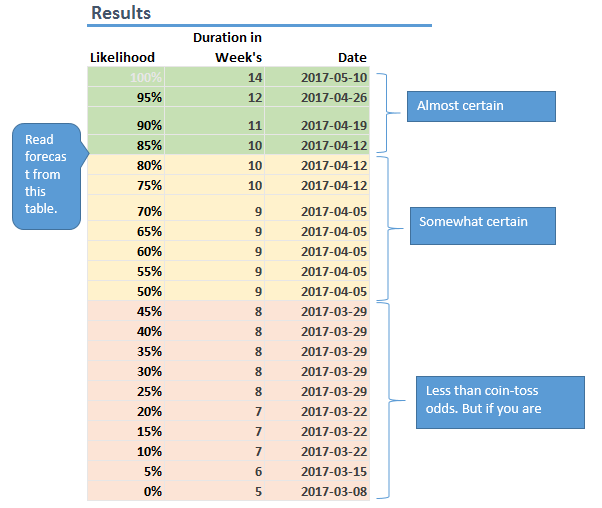 Results
Duration in
Likelihood Week's Date
100% 14 2017-05-10
95% 12 2017-04-26
90% 11 2017-04-19
85% 10 2017-04-12
80% 10 2017-04-12
75% 10 2017-04-12
70% 9 2017-04-05
65% 9 2017-04-05
60% 9 2017-04-05
55% 9 2017-04-05
50% 9 2017-04-05
45% 8 2017-03-29
40% 8 2017-03-29
35% 8 2017-03-29
30% 8 2017-03-29
25% 8 2017-03-29
20% 7 2017-03-22
15% 7 2017-03-22
10% 7 2017-03-22
5% 6 2017-03-15
0% 5 2017-03-08
Read
forecas
t from
this
table.
Almost certain
Somewhat certain
Less than coin-toss
odds. But if you are